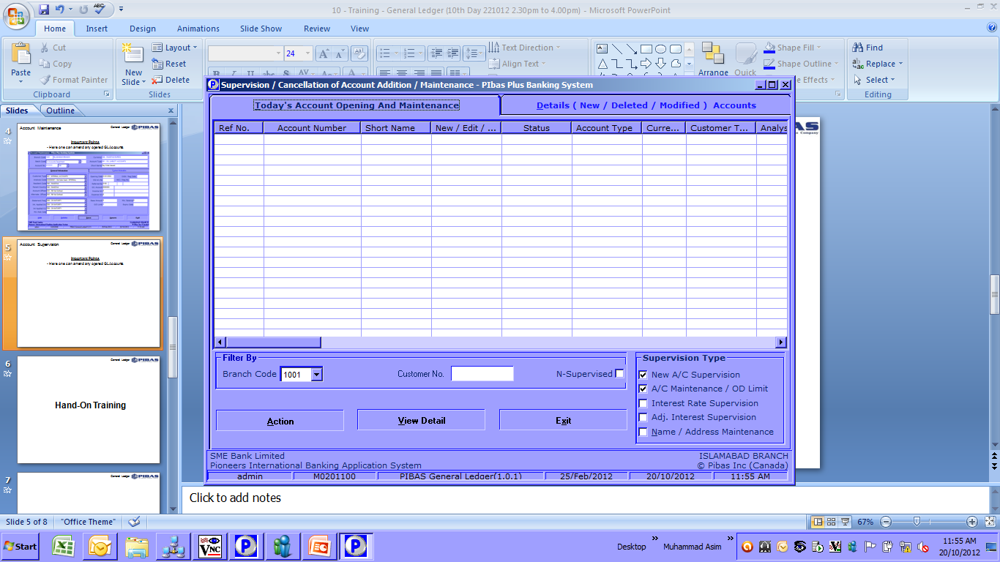 10 - Training - General Ledger (10th Day 221012 2.30pm to 4.00pm) - Microsoft PowerPoint
ABC
Home Insert Design Animations Slide Show Review View
Cut
Copy
Format Painter
Paste
Clipboard
New Slide
Layout
Reset
Delete
Slides
24
Text Direction
Align Text
Arrange
Quick
Shape Fill
Shape Outline
Effects
Find
Replace
Select
Editing
Slides Outline
4
Account Maintenance General Ledger PIBAS
Important Points
- Here one can amend any opened GL Accounts.
5
Account Supervision General Ledger PIBAS
Important Points
- Here one can amend any opened GL Accounts.
6
General Ledger PIBAS
Hand-On Training
7
General Ledger PIBAS
Supervision / Cancellation of Account Addition / Maintenance - PIbas Plus Banking System
Today's Account Opening And Maintenance Details ( New / Deleted / Modified ) Accounts
Ref No. Account Number Short Name New / Edit / ... Status Account Type Curre... Customer T... Analys
Filter By
Branch Code 1001 Customer No. N-Supervised
Supervision Type
New A/C Supervision
A/C Maintenance / OD Limit
Interest Rate Supervision
Adj. Interest Supervision
Name / Address Maintenance
Action View Detail Exit
SME Bank Limited ISLAMABAD BRANCH
Pioneers International Banking Application System © Pibas Inc (Canada)
admin M0201100 PIBAS General Ledger(1.0.1) 25/Feb/2012 20/10/2012 11:55 AM
Click to add notes
Slide 5 of 8 "Office Theme" 67%
Start VNC Desktop » Muhammad Asim » 11:55 AM
20/10/2012